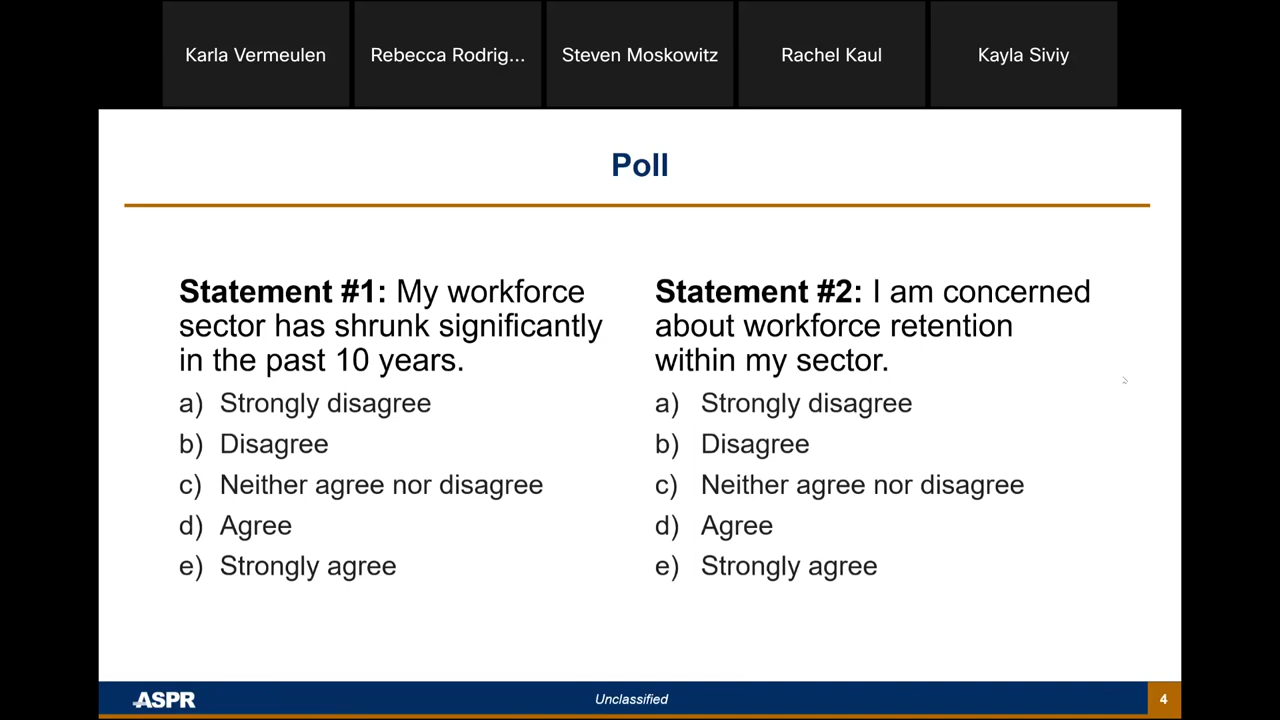 Karla Vermeulen
Rebecca Rodrig...
Steven Moskowitz
Rachel Kaul
Kayla Siviy
Poll
Statement #1: My workforce
sector has shrunk significantly
in the past 10 years.
a) Strongly disagree
b) Disagree
c) Neither agree nor disagree
d) Agree
e) Strongly agree
Statement #2: I am concerned
about workforce retention
within my sector.
a) Strongly disagree
b) Disagree
c) Neither agree nor disagree
d) Agree
e) Strongly agree
ASPR
Unclassified
4